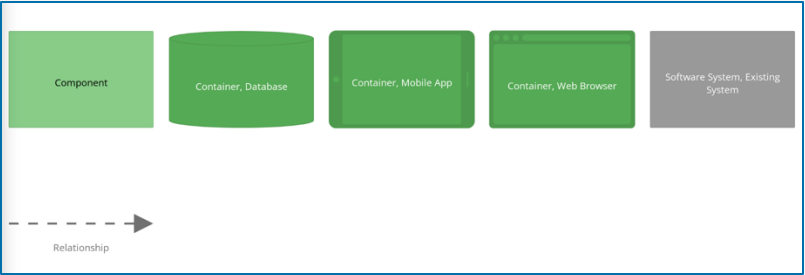 Component
Container, Database
Container, Mobile App
Container, Web Browser
Software System, Existing
System
Relationship